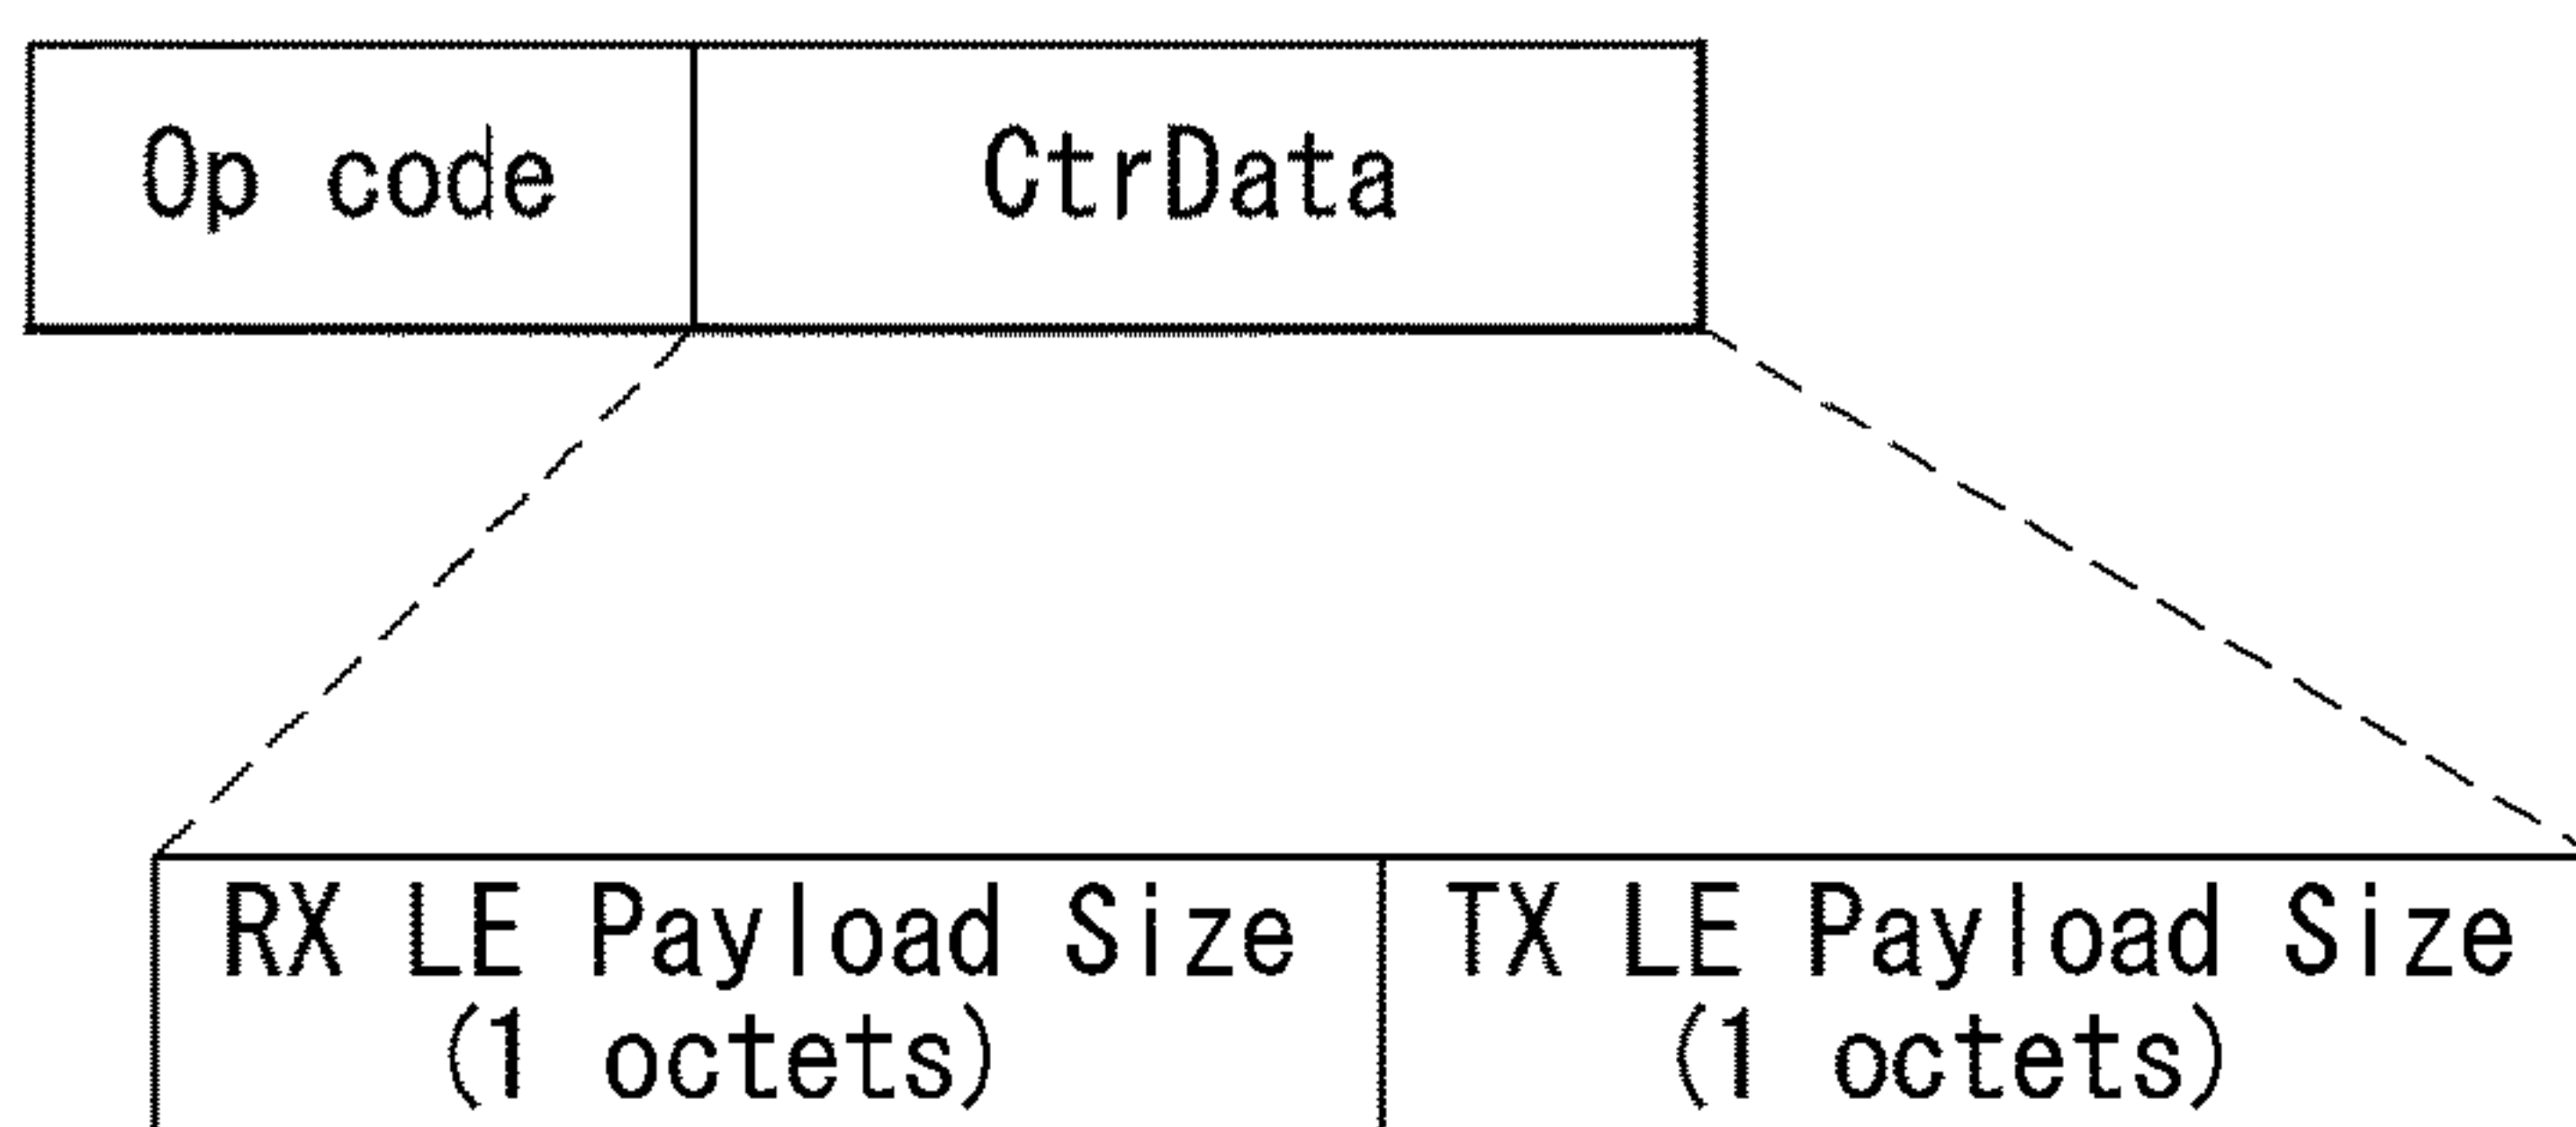 Op code CtrData
RX LE Payload Size TX LE Payload Size
(1 octets) (1 octets)